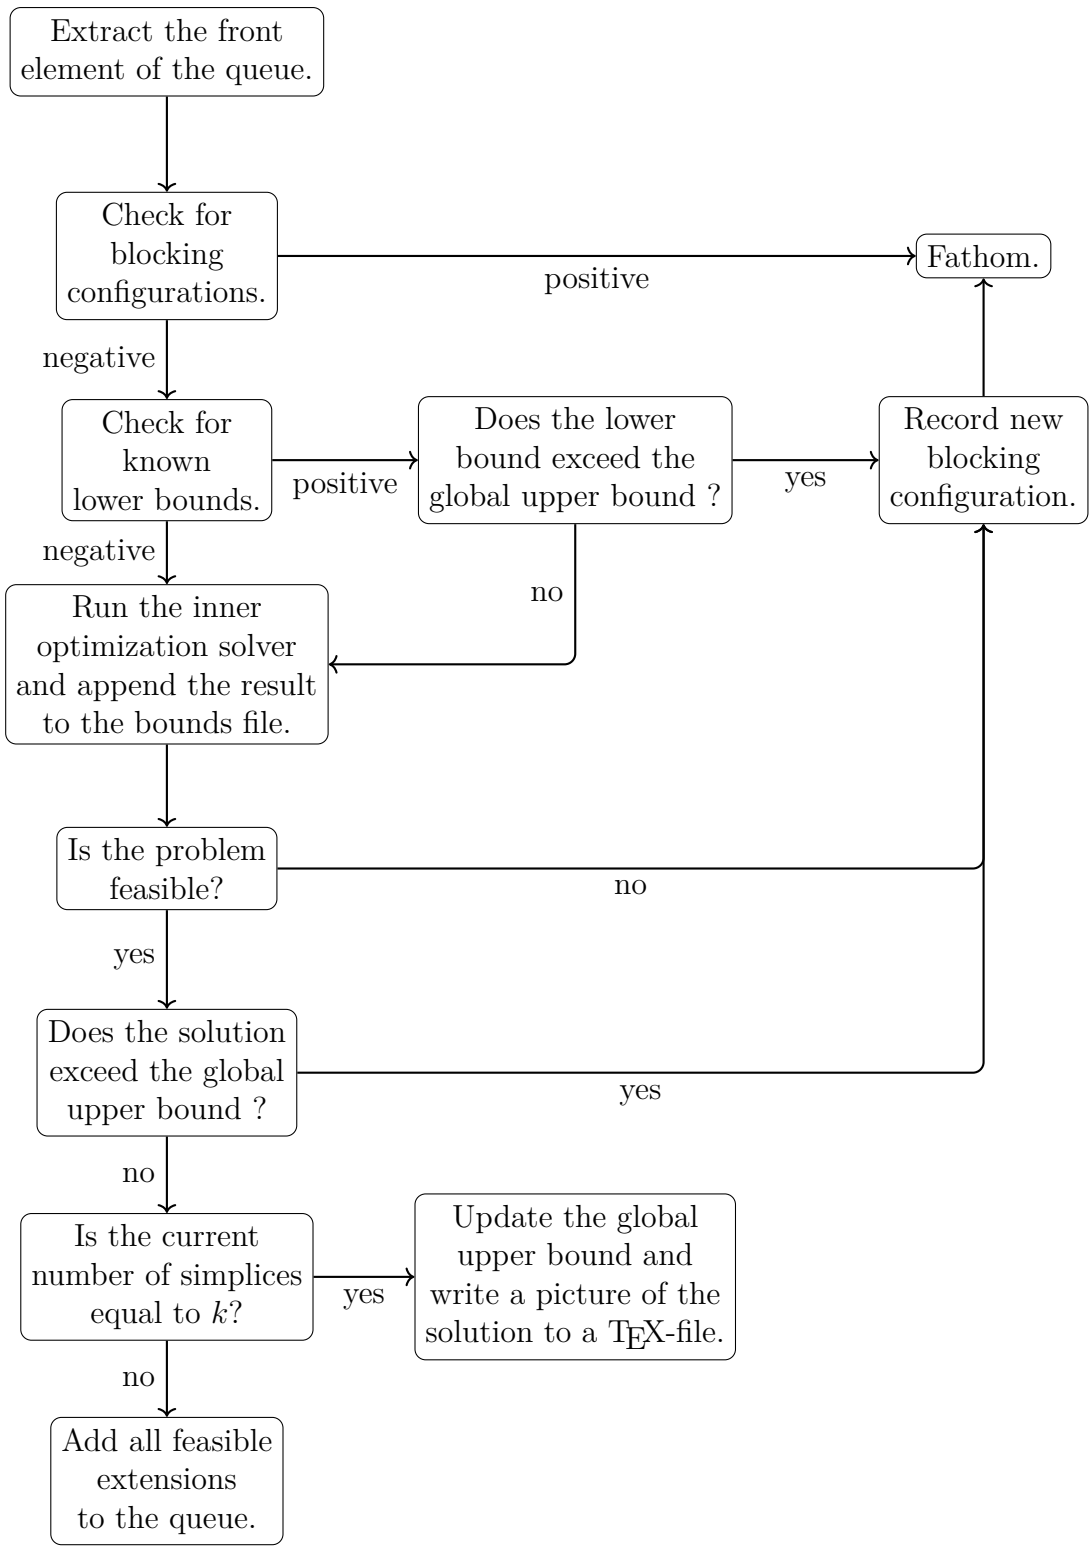 Extract the front
element of the queue.
Check for
blocking
configurations.
positive
Fathom.
negative
Check for
known
lower bounds.
positive
Does the lower
bound exceed the
global upper bound ?
yes
Record new
blocking
configuration.
negative
no
Run the inner
optimization solver
and append the result
to the bounds file.
Is the problem
feasible?
no
yes
Does the solution
exceed the global
upper bound ?
yes
no
Is the current
number of simplices
equal to k?
yes
Update the global
upper bound and
write a picture of the
solution to a TEX-file.
no
Add all feasible
extensions
to the queue.